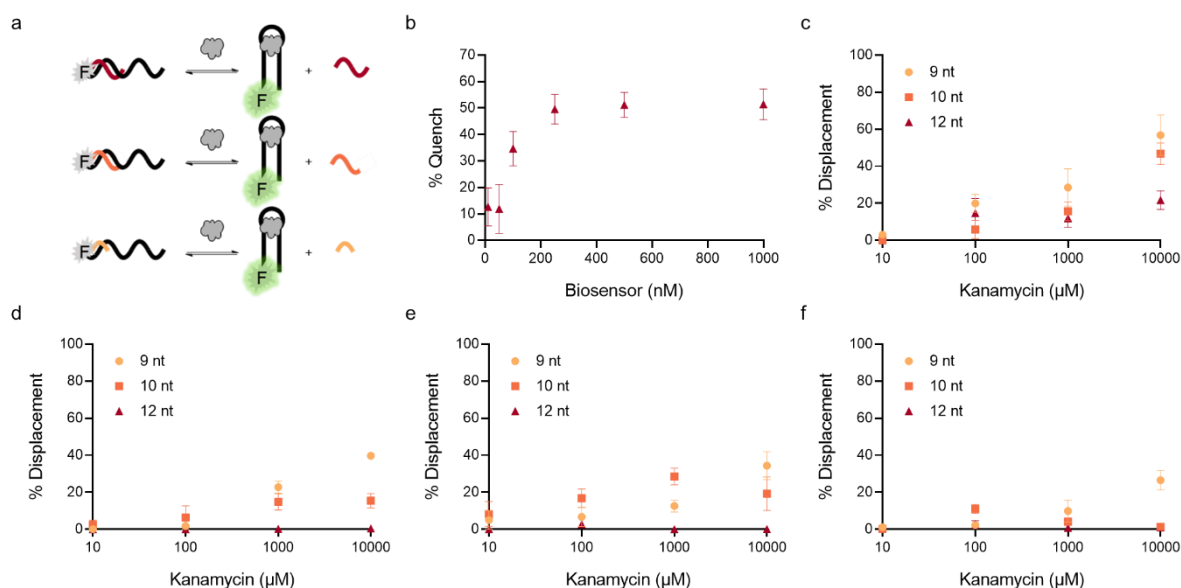 a
F
F
+
F
F
+
F
F
+
b
% Quench
70
60
50
40
30
20
10
0
0 200 400 600 800 1000
Biosensor (nM)
c
% Displacement
100
80
60
40
20
0
9 nt
10 nt
12 nt
10 100 1000 10000
Kanamycin (µM)
d
% Displacement
100
80
60
40
20
0
9 nt
10 nt
12 nt
10 100 1000 10000
Kanamycin (µM)
e
% Displacement
100
80
60
40
20
0
9 nt
10 nt
12 nt
10 100 1000 10000
Kanamycin (µM)
f
% Displacement
100
80
60
40
20
0
9 nt
10 nt
12 nt
10 100 1000 10000
Kanamycin (µM)